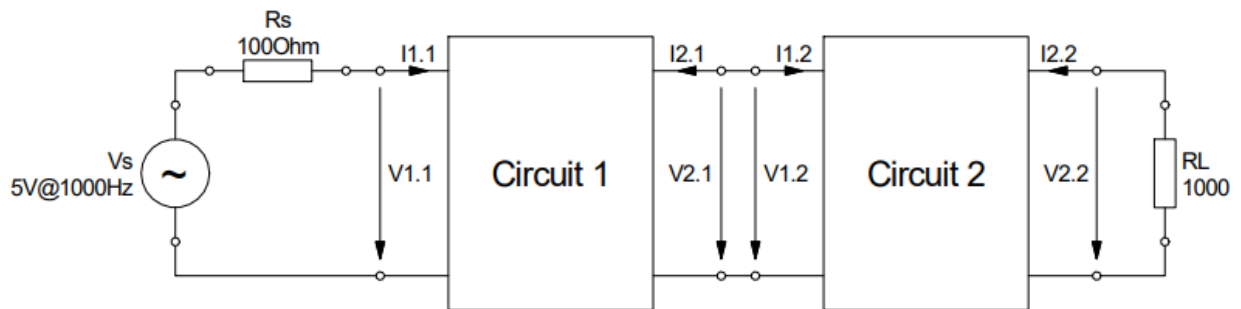 Rs
100Ohm
I1.1
I2.1
I1.2
I2.2
Vs
5V@1000Hz
~
V1.1
Circuit 1
V2.1
V1.2
Circuit 2
V2.2
RL
1000